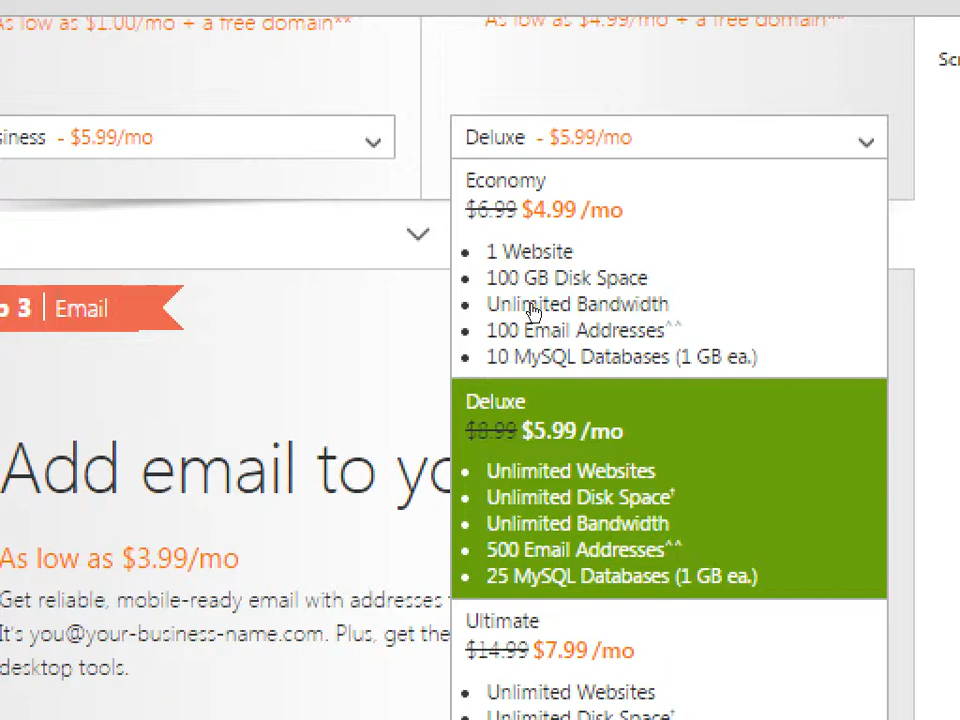 As low as $1.00/mo + a free domain**
As low as $4.99/mo + a free domain**
Scr
siness - $5.99/mo
Deluxe - $5.99/mo
Economy
$6.99 $4.99 /mo
• 1 Website
• 100 GB Disk Space
• Unlimited Bandwidth
• 100 Email Addresses^^
• 10 MySQL Databases (1 GB ea.)
p 3 | Email
Deluxe
$8.99 $5.99 /mo
• Unlimited Websites
• Unlimited Disk Space†
• Unlimited Bandwidth
• 500 Email Addresses^^
• 25 MySQL Databases (1 GB ea.)
Add email to yo
As low as $3.99/mo
Get reliable, mobile-ready email with addresses
It's you@your-business-name.com. Plus, get the
desktop tools.
Ultimate
$14.99 $7.99 /mo
• Unlimited Websites
• Unlimited Disk Space†